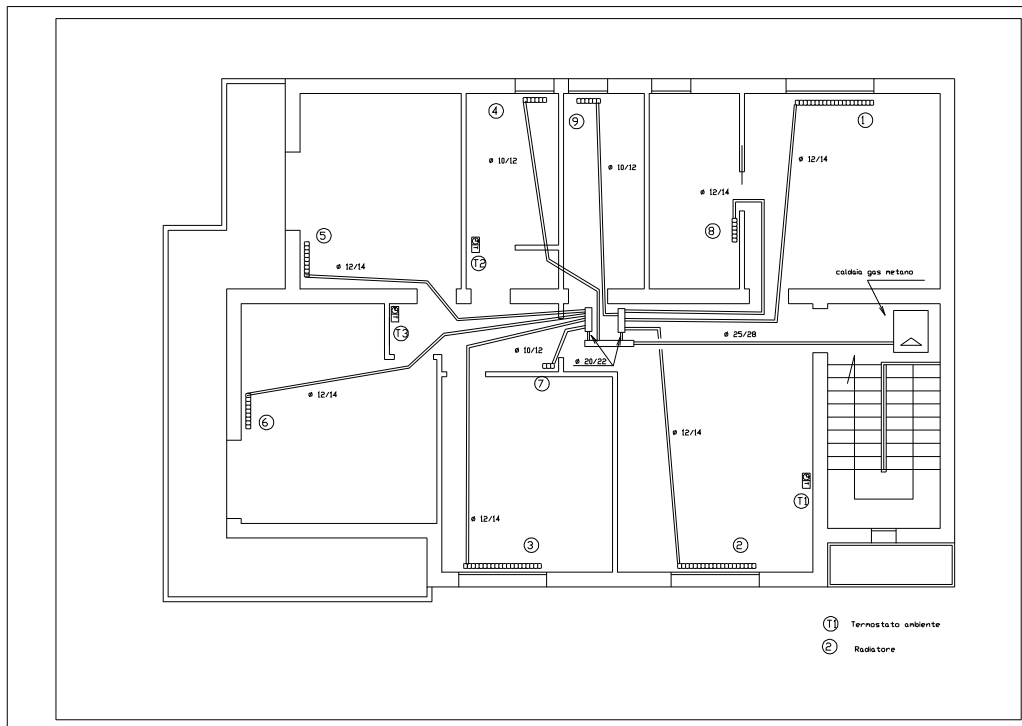 4
9
1
ø 10/12
ø 10/12
ø 12/14
ø 12/14
8
5
T2
ø 12/14
caldaia gas metano
T3
ø 25/28
ø 10/12
ø 20/22
7
ø 12/14
6
ø 12/14
T1
ø 12/14
3
2
T1 Termostato ambiente
2 Radiatore